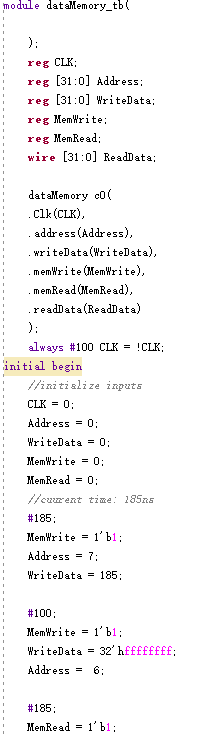 module dataMemory_tb(
);
reg CLK;
reg [31:0] Address;
reg [31:0] WriteData;
reg MemWrite;
reg MemRead;
wire [31:0] ReadData;
dataMemory c0(
.Clk(CLK),
.address(Address),
.writeData(WriteData),
.memWrite(MemWrite),
.memRead(MemRead),
.readData(ReadData)
);
always #100 CLK = !CLK;
initial begin
//initialize inputs
CLK = 0;
Address = 0;
WriteData = 0;
MemWrite = 0;
MemRead = 0;
//cuurent time: 185ns
#185;
MemWrite = 1'b1;
Address = 7;
WriteData = 185;
#100;
MemWrite = 1'b1;
WriteData = 32'hffffffff;
Address = 6;
#185;
MemRead = 1'b1;